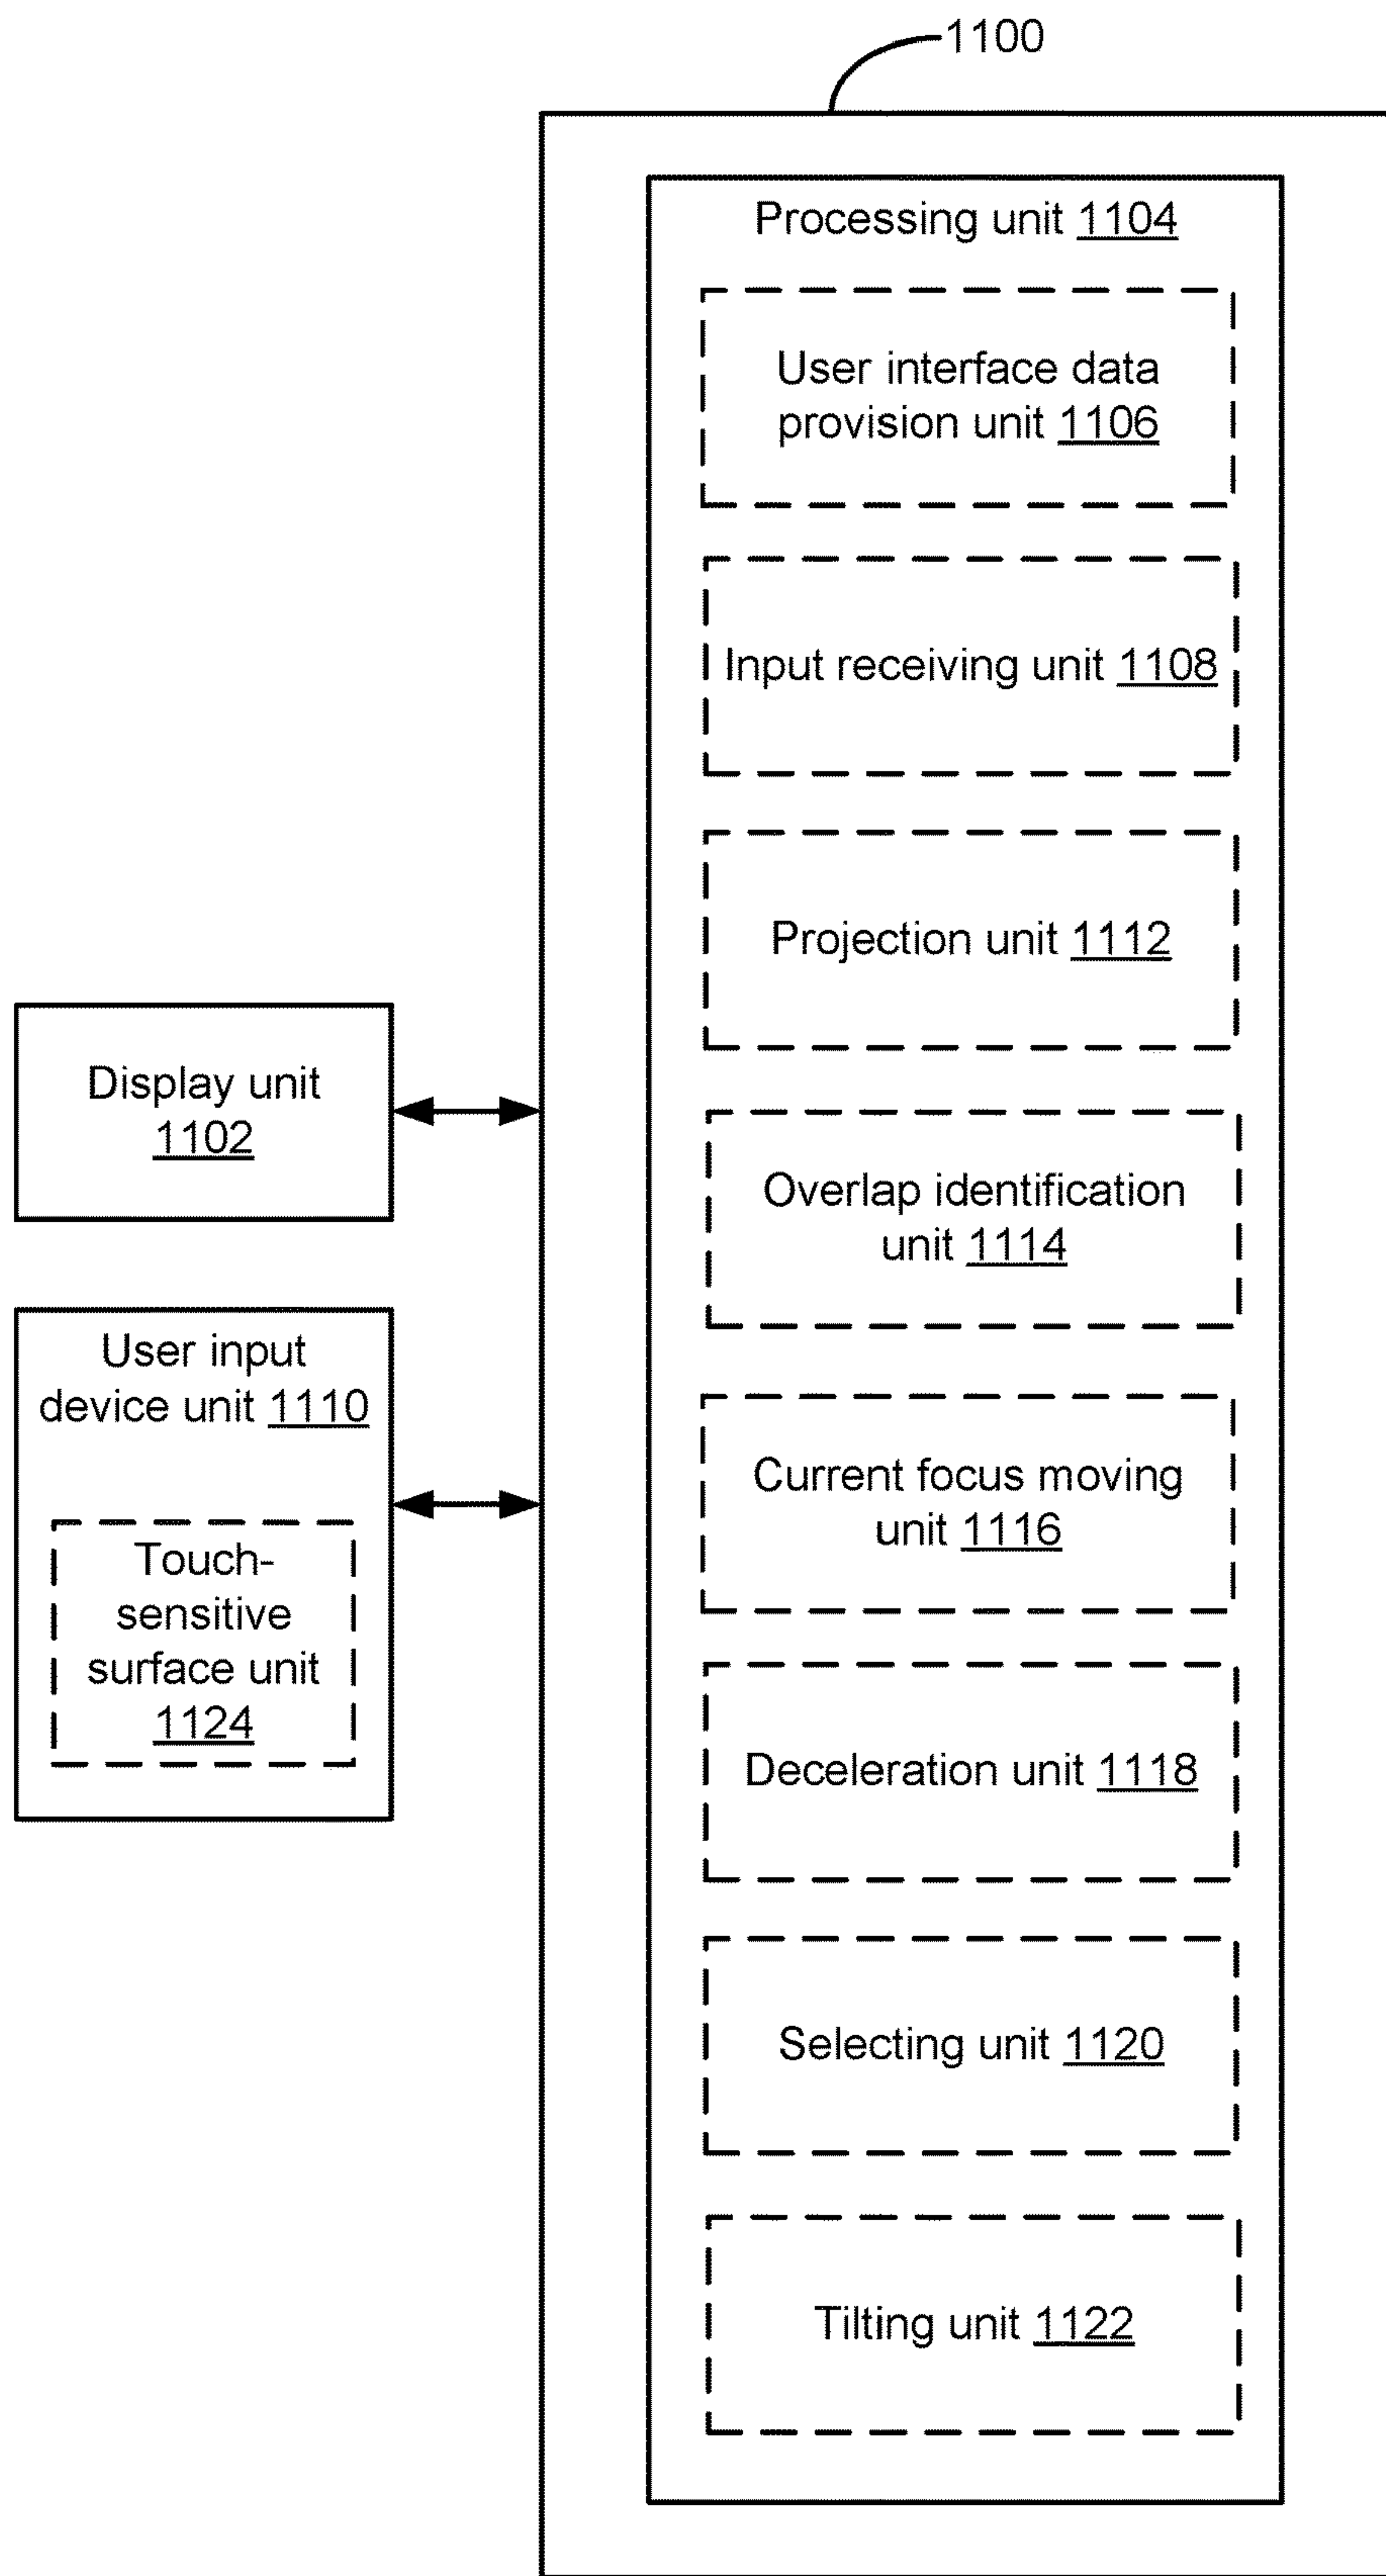 1100
Processing unit 1104
User interface data
provision unit 1106
Input receiving unit 1108
Projection unit 1112
Overlap identification
unit 1114
Current focus moving
unit 1116
Deceleration unit 1118
Selecting unit 1120
Tilting unit 1122
Display unit
1102
User input
device unit 1110
Touch-
sensitive
surface unit
1124